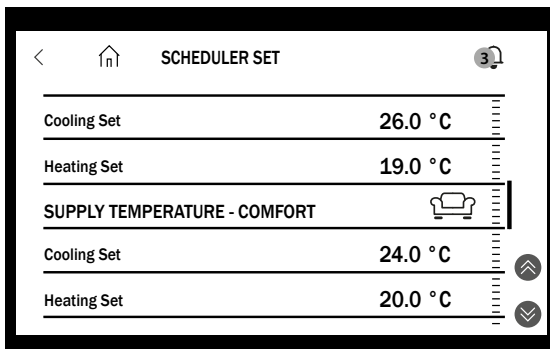 SCHEDULER SET 3
Cooling Set 26.0 °C
Heating Set 19.0 °C
SUPPLY TEMPERATURE - COMFORT
Cooling Set 24.0 °C
Heating Set 20.0 °C